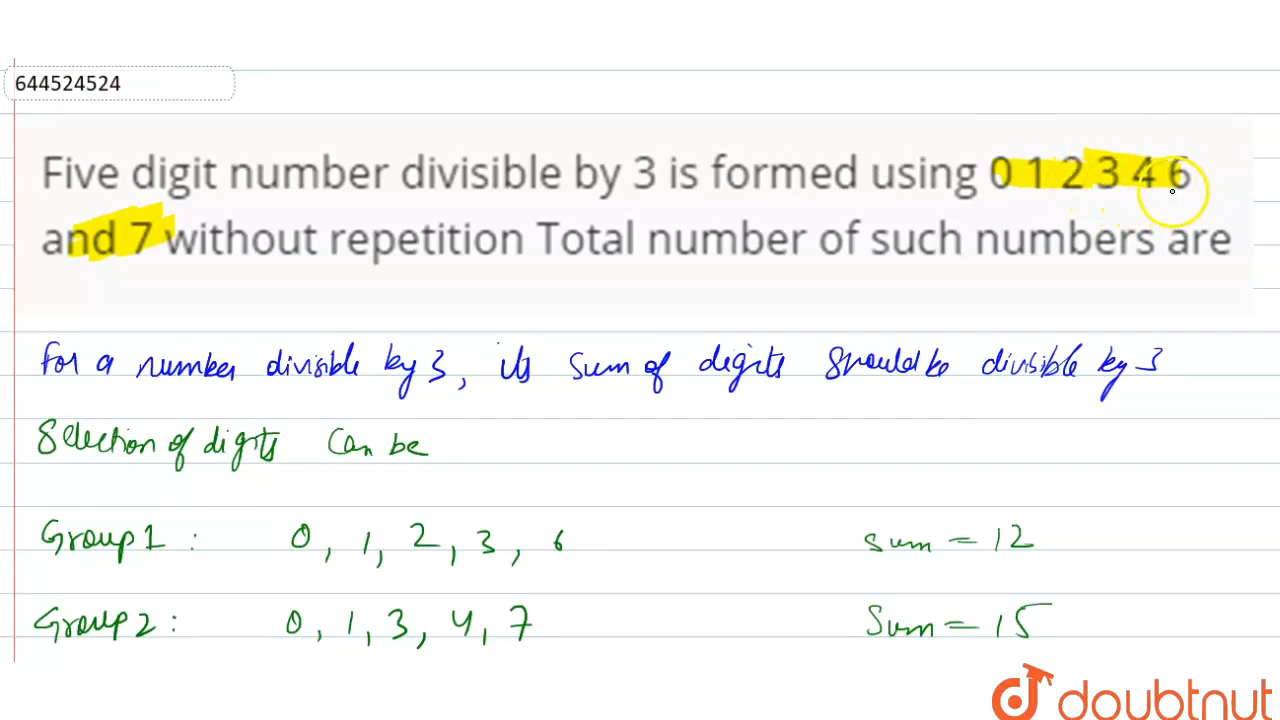 644524524
Five digit number divisible by 3 is formed using 0 1 2 3 4 6
and 7 without repetition Total number of such numbers are
For a number divisible by 3, its sum of digits should be divisible by 3
Selection of digits can be
Group 1 : 0, 1, 2, 3, 6 sum = 12
Group 2 : 0, 1, 3, 4, 7 Sum = 15
doubtnut